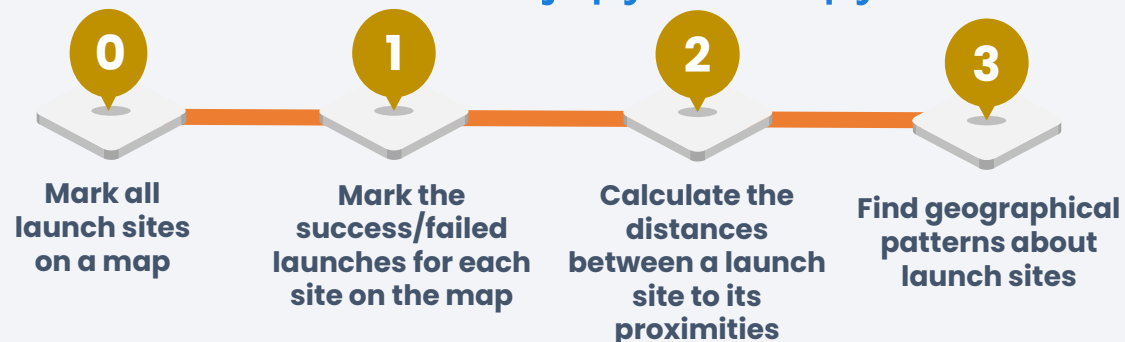 0
1
2
3
Mark all
launch sites
on a map
Mark the
success/failed
launches for each
site on the map
Calculate the
distances
between a launch
site to its
proximities
Find geographical
patterns about
launch sites